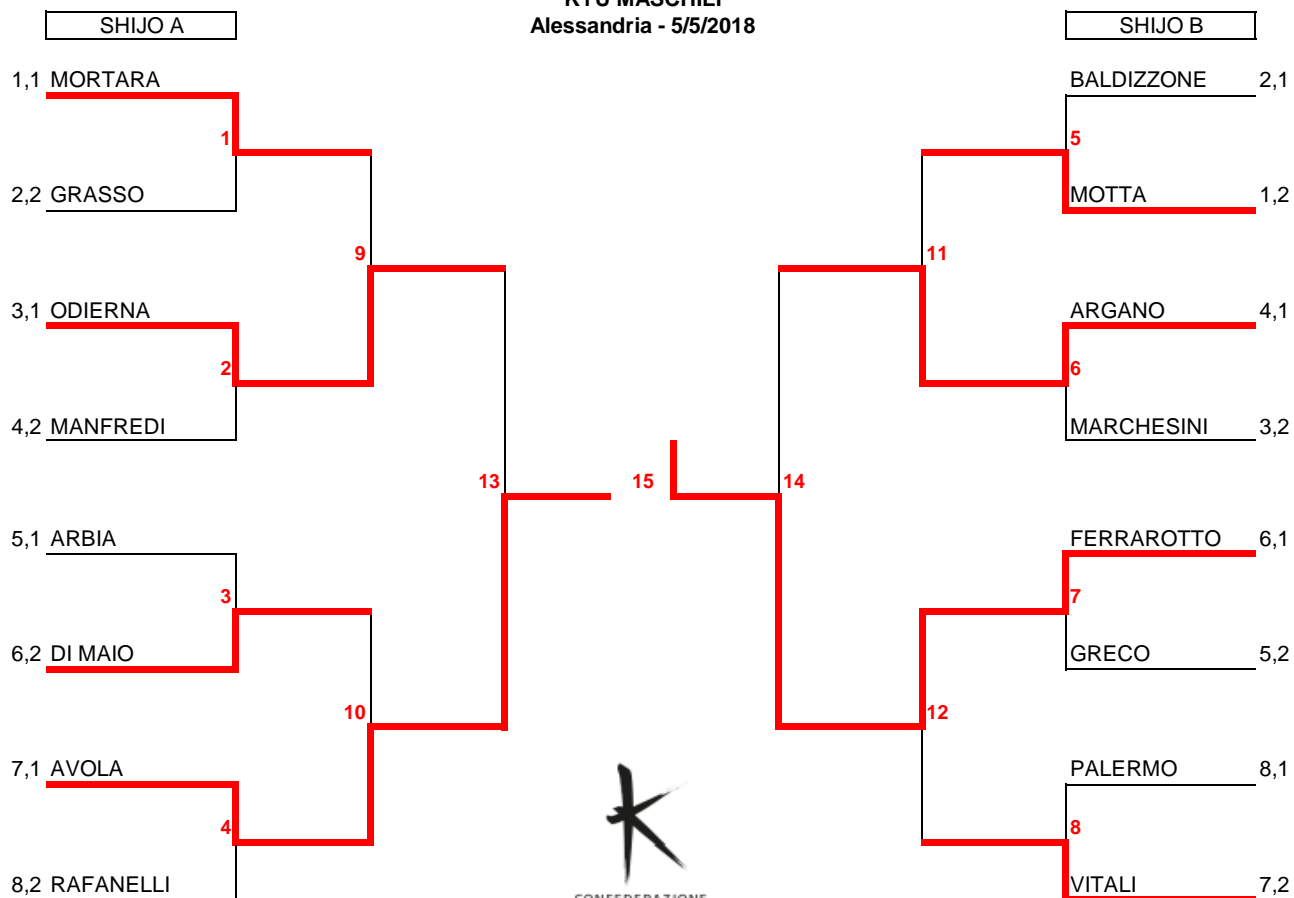 KYU MASCHILI
SHIJO A Alessandria - 5/5/2018 SHIJO B
1,1 MORTARA BALDIZZONE 2,1
1 5
2,2 GRASSO MOTTA 1,2
9 11
3,1 ODIERNA ARGANO 4,1
2 6
4,2 MANFREDI MARCHESINI 3,2
13 15 14
5,1 ARBIA FERRAROTTO 6,1
3 7
6,2 DI MAIO GRECO 5,2
10 12
7,1 AVOLA PALERMO 8,1
4 8
8,2 RAFANELLI VITALI 7,2
CONFEDERAZIONE